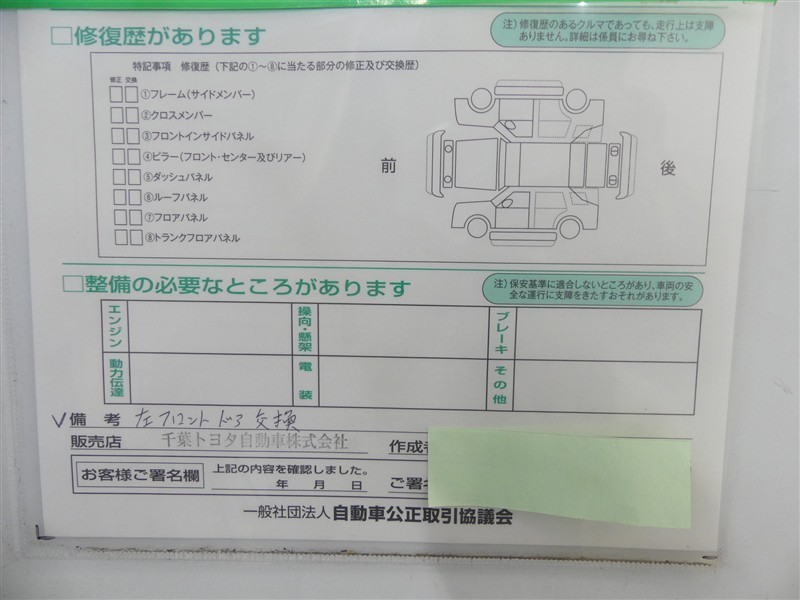 □修復歴があります
注）修復歴のあるクルマであっても、走行上は支障
ありません。詳細は係員にお尋ね下さい。
特記事項 修復歴（下記の①～⑧に当たる部分の修正及び交換歴）
修正 交換
□□①フレーム（サイドメンバー）
□□②クロスメンバー
□□③フロントインサイドパネル
□□④ピラー（フロント・センター及びリアー）
□□⑤ダッシュパネル
□□⑥ルーフパネル
□□⑦フロアパネル
□□⑧トランクフロアパネル
前
後
□整備の必要なところがあります
注）保安基準に適合しないところがあり、車両の安
全な運行に支障をきたすおそれがあります。
エンジン
操向・懸架
ブレーキ
動力伝達
電装
その他
✓備考 左フロントドア交換
販売店 千葉トヨタ自動車株式会社 作成者
お客様ご署名欄
上記の内容を確認しました。
年 月 日 ご署名
一般社団法人 自動車公正取引協議会